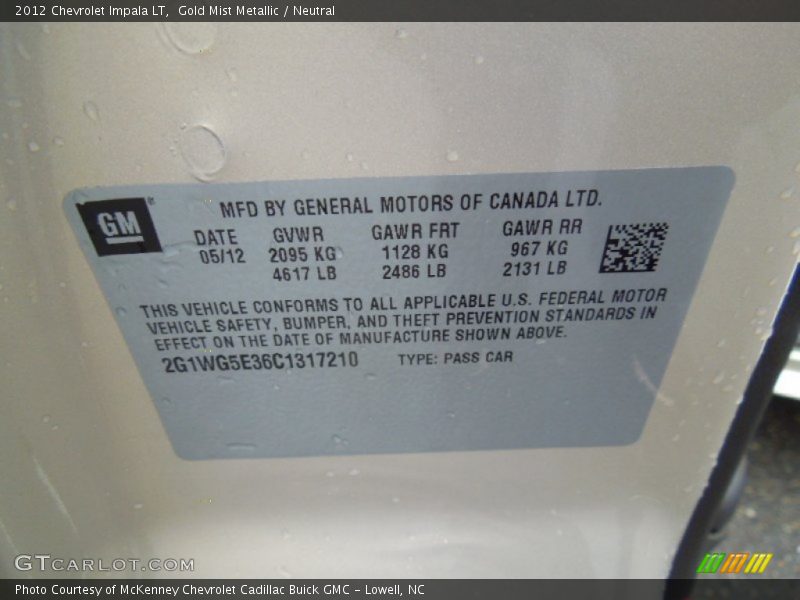 2012 Chevrolet Impala LT, Gold Mist Metallic / Neutral
GM
MFD BY GENERAL MOTORS OF CANADA LTD.
DATE GVWR GAWR FRT GAWR RR
05/12 2095 KG 1128 KG 967 KG
4617 LB 2486 LB 2131 LB
THIS VEHICLE CONFORMS TO ALL APPLICABLE U.S. FEDERAL MOTOR
VEHICLE SAFETY, BUMPER, AND THEFT PREVENTION STANDARDS IN
EFFECT ON THE DATE OF MANUFACTURE SHOWN ABOVE.
2G1WG5E36C1317210 TYPE: PASS CAR
GTCARLOT.COM
Photo Courtesy of McKenney Chevrolet Cadillac Buick GMC - Lowell, NC